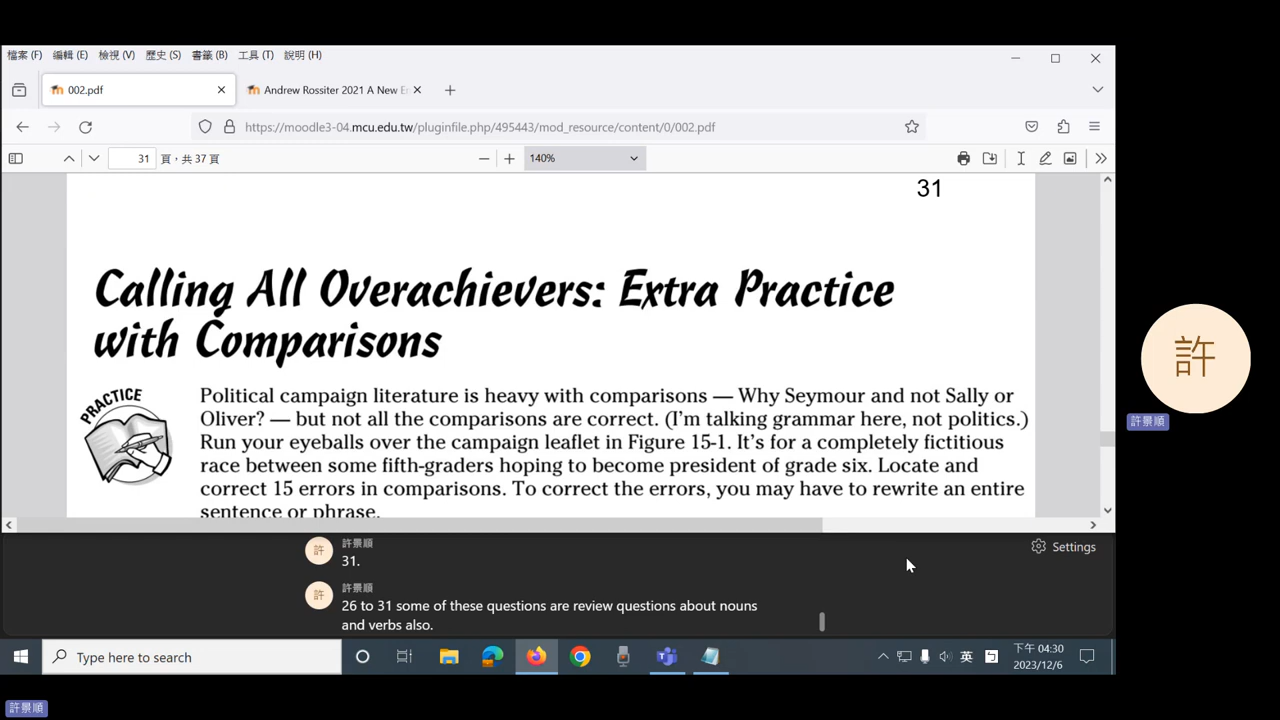 檔案 (F) 編輯 (E) 檢視 (V) 歷史 (S) 書籤 (B) 工具 (T) 說明 (H)
002.pdf
Andrew Rossiter 2021 A New E
https://moodle3-04.mcu.edu.tw/pluginfile.php/495443/mod_resource/content/0/002.pdf
31 頁，共 37 頁
140%
31
Calling All Overachievers: Extra Practice
with Comparisons
PRACTICE
Political campaign literature is heavy with comparisons — Why Seymour and not Sally or
Oliver? — but not all the comparisons are correct. (I'm talking grammar here, not politics.)
Run your eyeballs over the campaign leaflet in Figure 15-1. It's for a completely fictitious
race between some fifth-graders hoping to become president of grade six. Locate and
correct 15 errors in comparisons. To correct the errors, you may have to rewrite an entire
sentence or phrase.
許
許景順
許
許景順
31.
Settings
許
許景順
26 to 31 some of these questions are review questions about nouns
and verbs also.
Type here to search
英
下午 04:30
2023/12/6
許景順